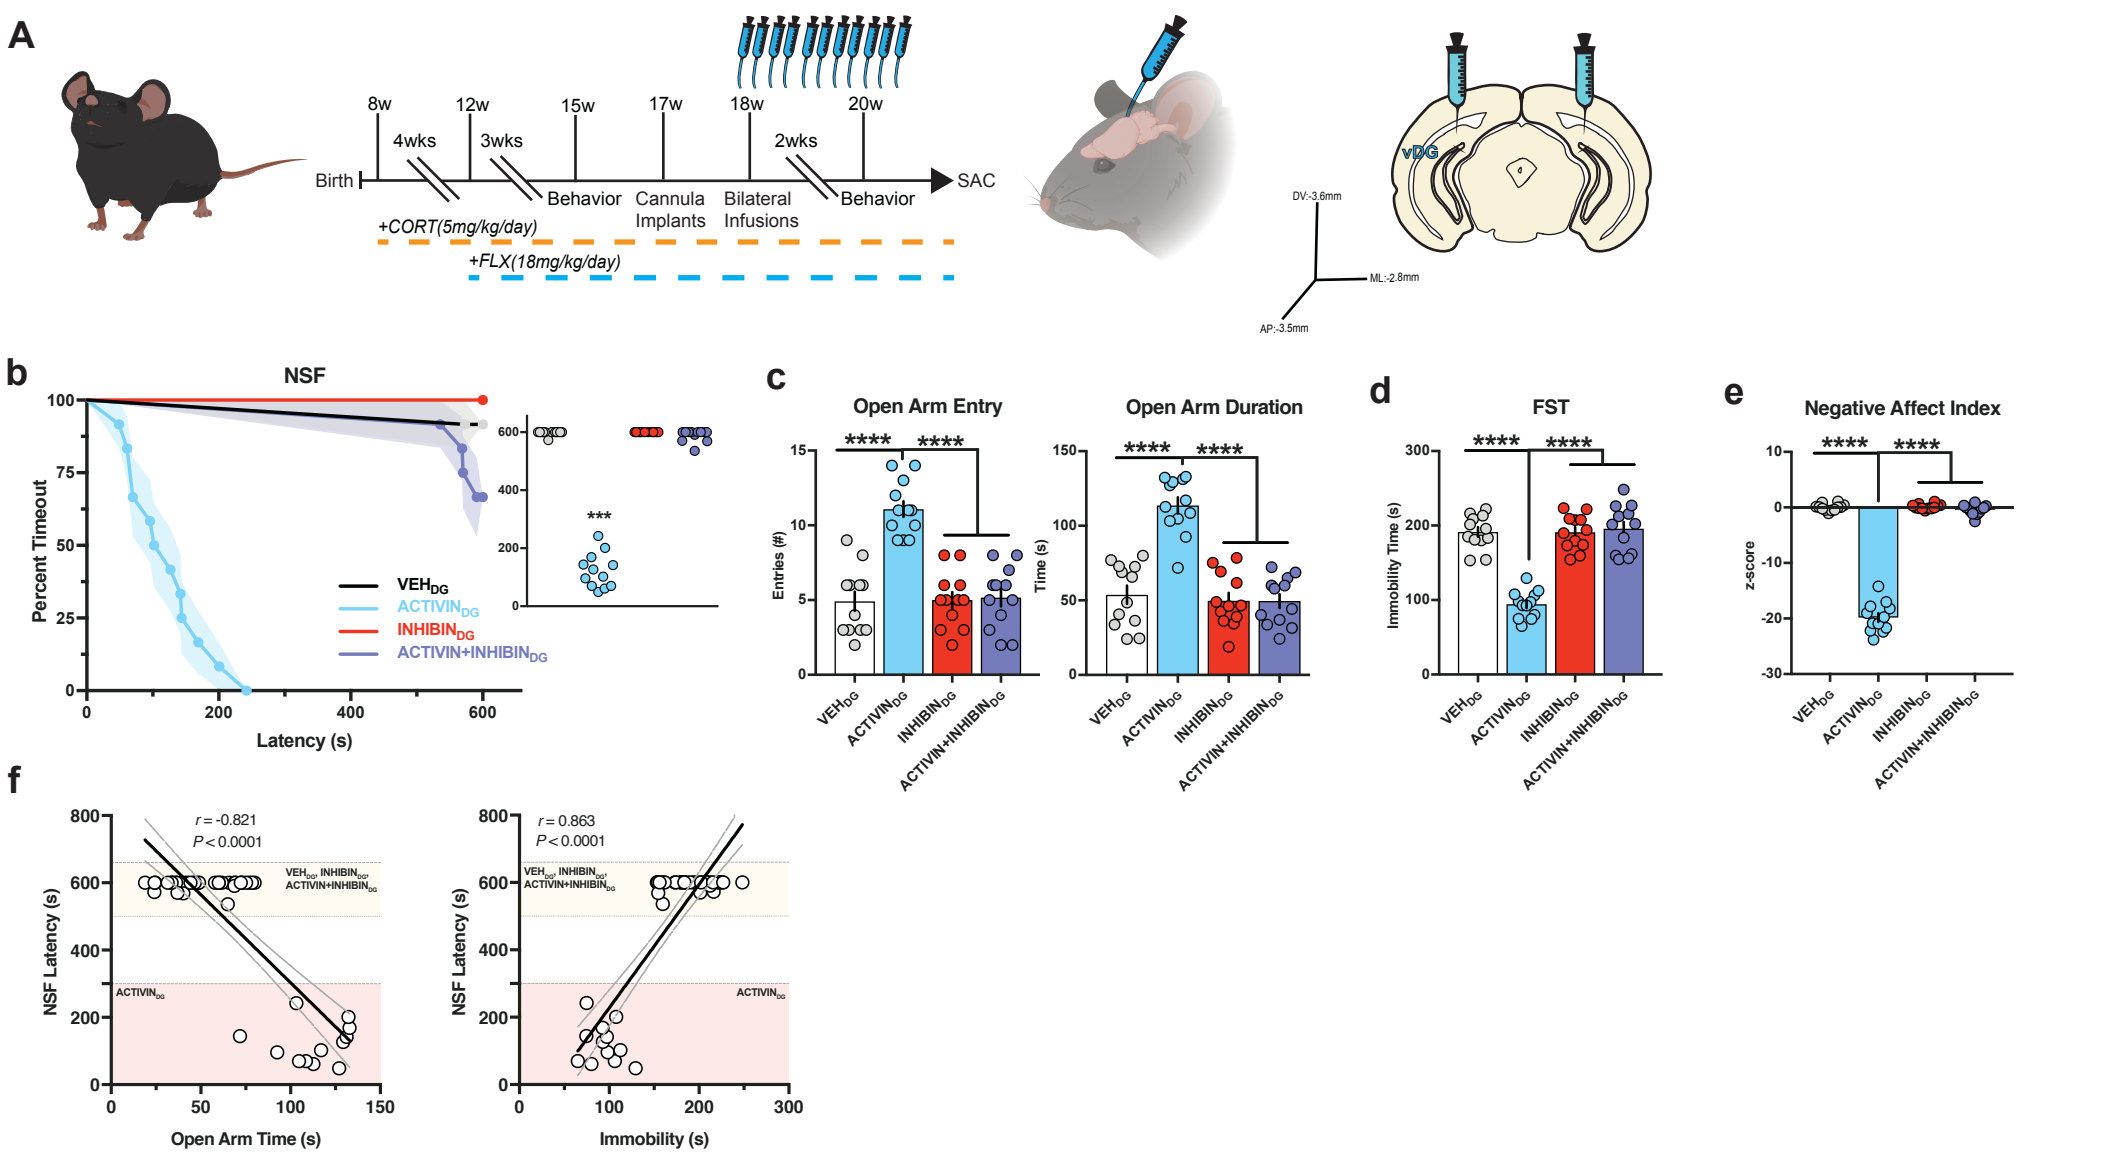 A
8w
12w
15w
17w
18w
20w
4wks
3wks
2wks
Birth
SAC
Behavior
Cannula
Implants
Bilateral
Infusions
Behavior
+CORT(5mg/kg/day)
+FLX(18mg/kg/day)
vDG
DV:-3.6mm
ML:-2.8mm
AP:-3.5mm
b
NSF
100
75
50
25
0
Percent Timeout
0
200
400
600
Latency (s)
VEHDG
ACTIVINDG
INHIBINDG
ACTIVIN+INHIBINDG
600
400
200
0
***
c
Open Arm Entry
15
10
5
0
Entries (#)
****
****
VEHDG
ACTIVINDG
INHIBINDG
ACTIVIN+INHIBINDG
Open Arm Duration
150
100
50
0
Time (s)
****
****
VEHDG
ACTIVINDG
INHIBINDG
ACTIVIN+INHIBINDG
d
FST
300
200
100
0
Immobility Time (s)
****
****
VEHDG
ACTIVINDG
INHIBINDG
ACTIVIN+INHIBINDG
e
Negative Affect Index
10
0
-10
-20
-30
z-score
****
****
VEHDG
ACTIVINDG
INHIBINDG
ACTIVIN+INHIBINDG
f
800
600
400
200
0
NSF Latency (s)
r = -0.821
P < 0.0001
VEHDG, INHIBINDG,
ACTIVIN+INHIBINDG
ACTIVINDG
0
50
100
150
Open Arm Time (s)
800
600
400
200
0
NSF Latency (s)
r = 0.863
P < 0.0001
VEHDG, INHIBINDG,
ACTIVIN+INHIBINDG
ACTIVINDG
0
100
200
300
Immobility (s)